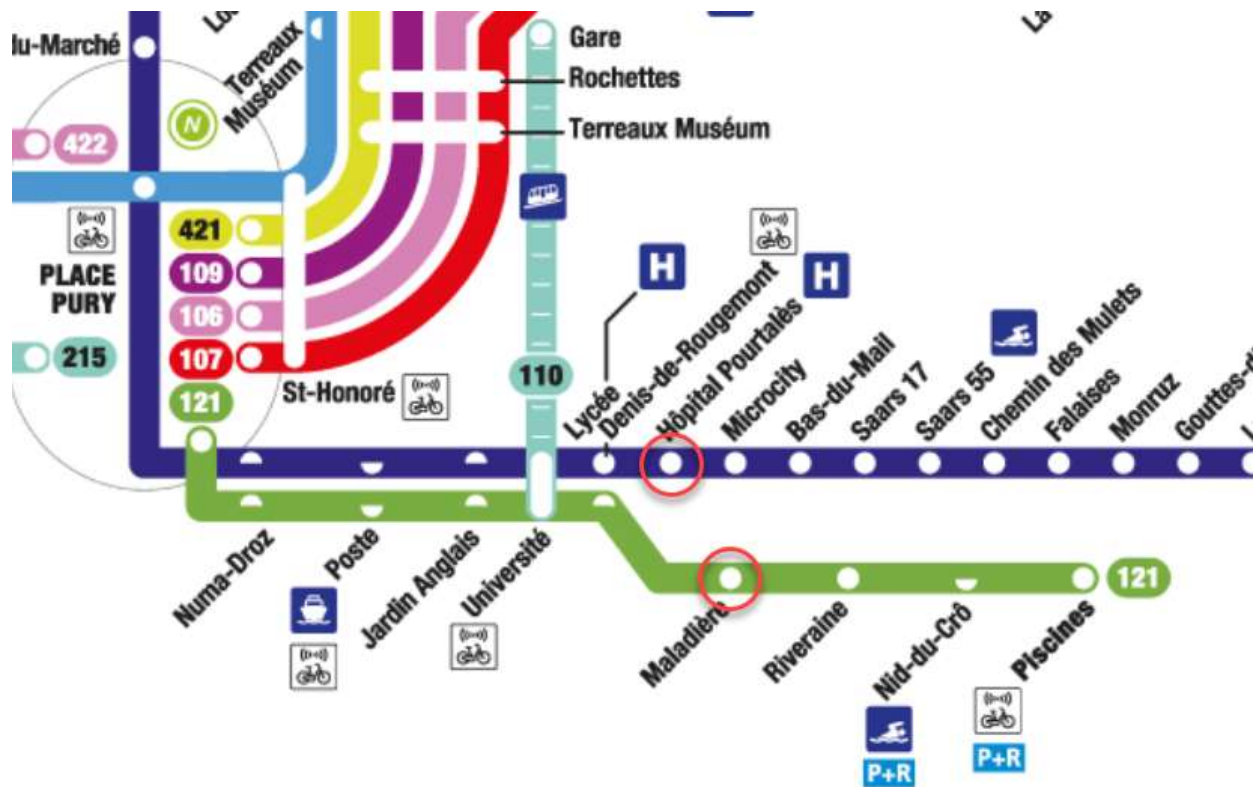 du-Marché
Terreaux
Muséum
Gare
Rochettes
Terreaux Muséum
N
422
421
109
106
107
121
PLACE
PURY
215
St-Honoré
110
H
H
Lycée
Denis-de-Rougemont
Hôpital Pourtalès
Microcity
Bas-du-Mail
Saars 17
Saars 55
Chemin des Mulets
Falaises
Monruz
Numa-Droz
Poste
Jardin Anglais
Université
Maladière
Riveraine
Nid-du-Crô
Piscines
121
P+R
P+R